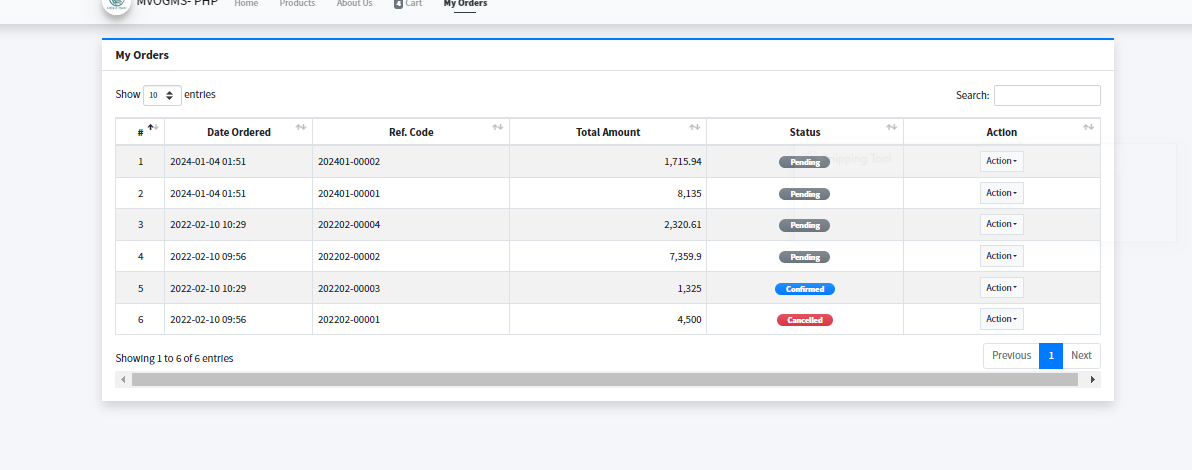 MVOGMS- PHP Home Products About Us 4 Cart My Orders
My Orders
Show 10 entries Search:
# Date Ordered Ref. Code Total Amount Status Action
1 2024-01-04 01:51 202401-00002 1,715.94 Pending Action
2 2024-01-04 01:51 202401-00001 8,135 Pending Action
3 2022-02-10 10:29 202202-00004 2,320.61 Pending Action
4 2022-02-10 09:56 202202-00002 7,359.9 Pending Action
5 2022-02-10 10:29 202202-00003 1,325 Confirmed Action
6 2022-02-10 09:56 202202-00001 4,500 Cancelled Action
Showing 1 to 6 of 6 entries Previous 1 Next